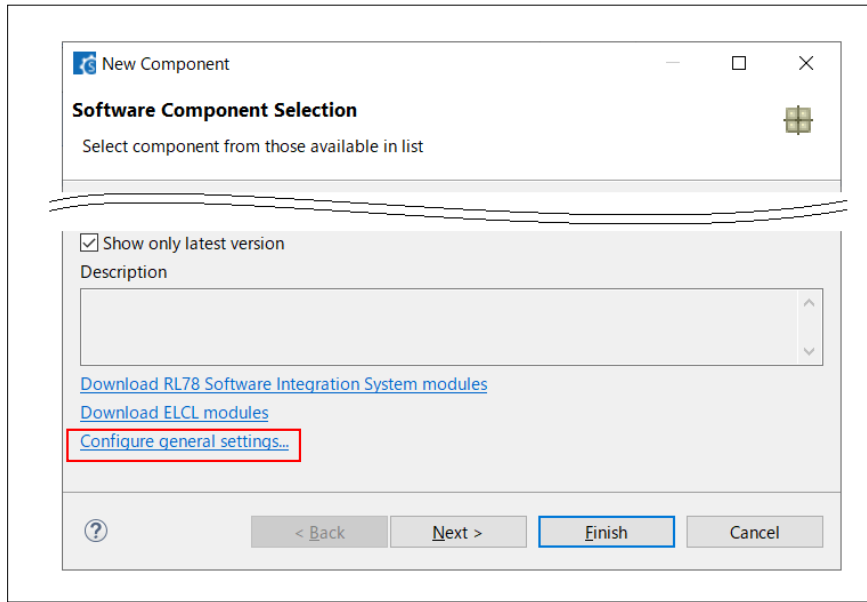 New Component
Software Component Selection
Select component from those available in list
Show only latest version
Description
Download RL78 Software Integration System modules
Download ELCL modules
Configure general settings...
< Back
Next >
Finish
Cancel